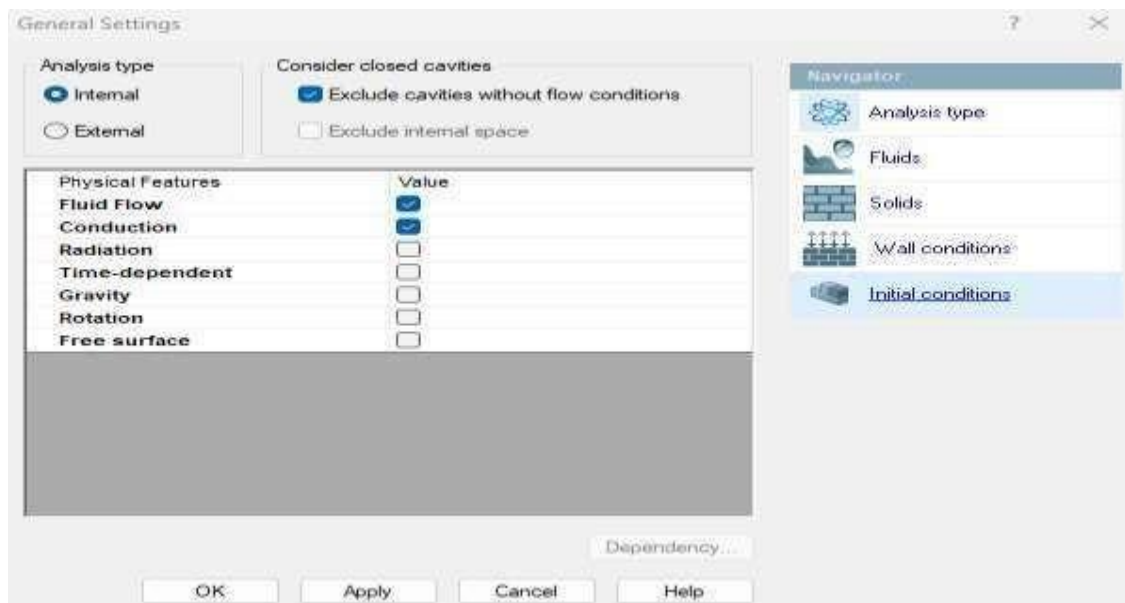 General Settings ? ×
Analysis type
Internal
External
Consider closed cavities
Exclude cavities without flow conditions
Exclude internal space
Physical Features Value
Fluid Flow
Conduction
Radiation
Time-dependent
Gravity
Rotation
Free surface
Dependency...
OK Apply Cancel Help
Navigator
Analysis type
Fluids
Solids
Wall conditions
Initial conditions